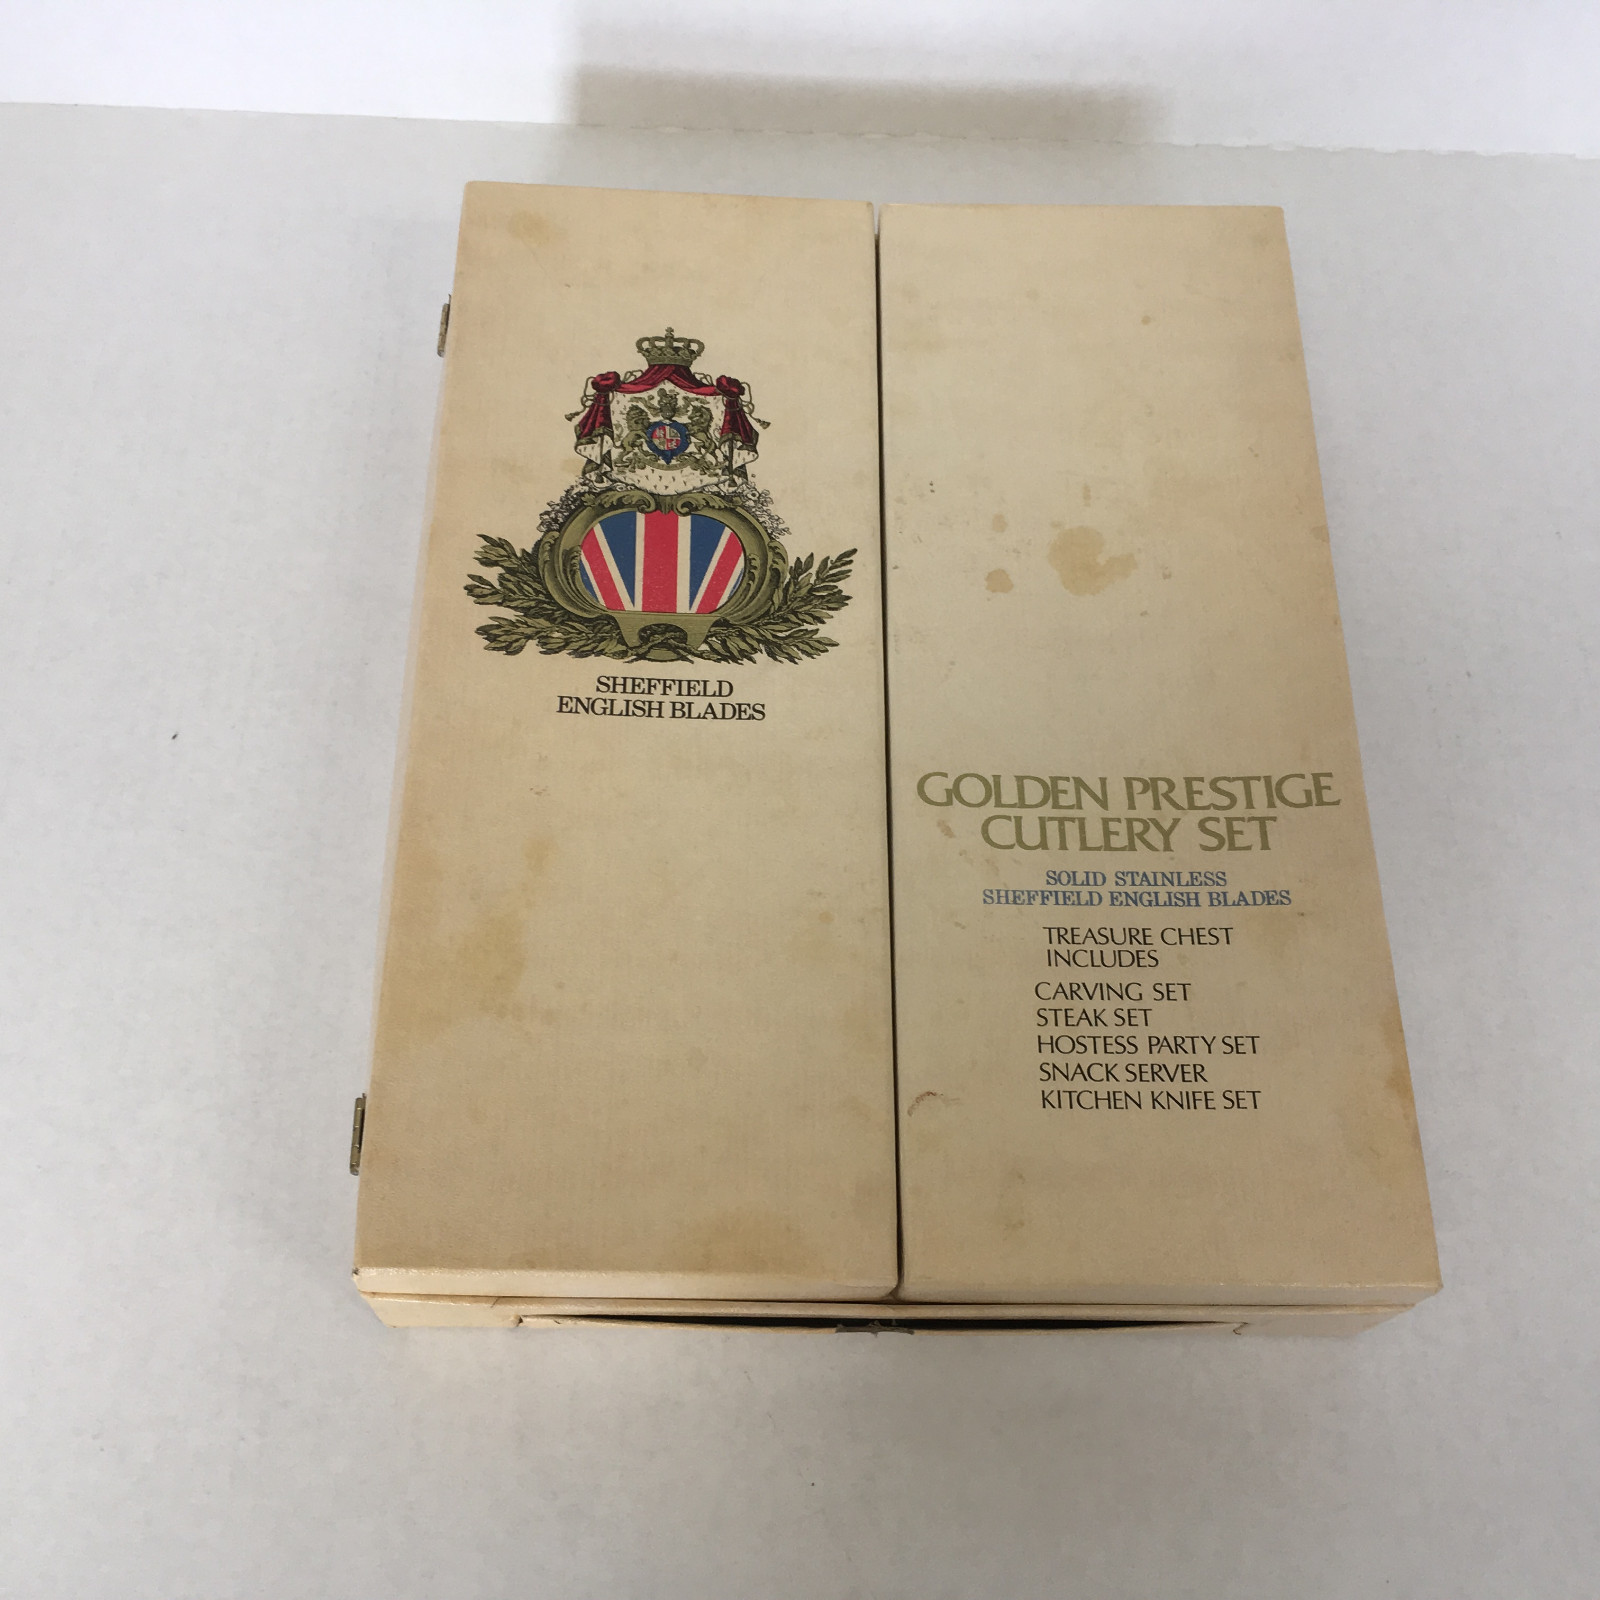 SHEFFIELD
ENGLISH BLADES
GOLDEN PRESTIGE
CUTLERY SET
SOLID STAINLESS
SHEFFIELD ENGLISH BLADES
TREASURE CHEST
INCLUDES
CARVING SET
STEAK SET
HOSTESS PARTY SET
SNACK SERVER
KITCHEN KNIFE SET